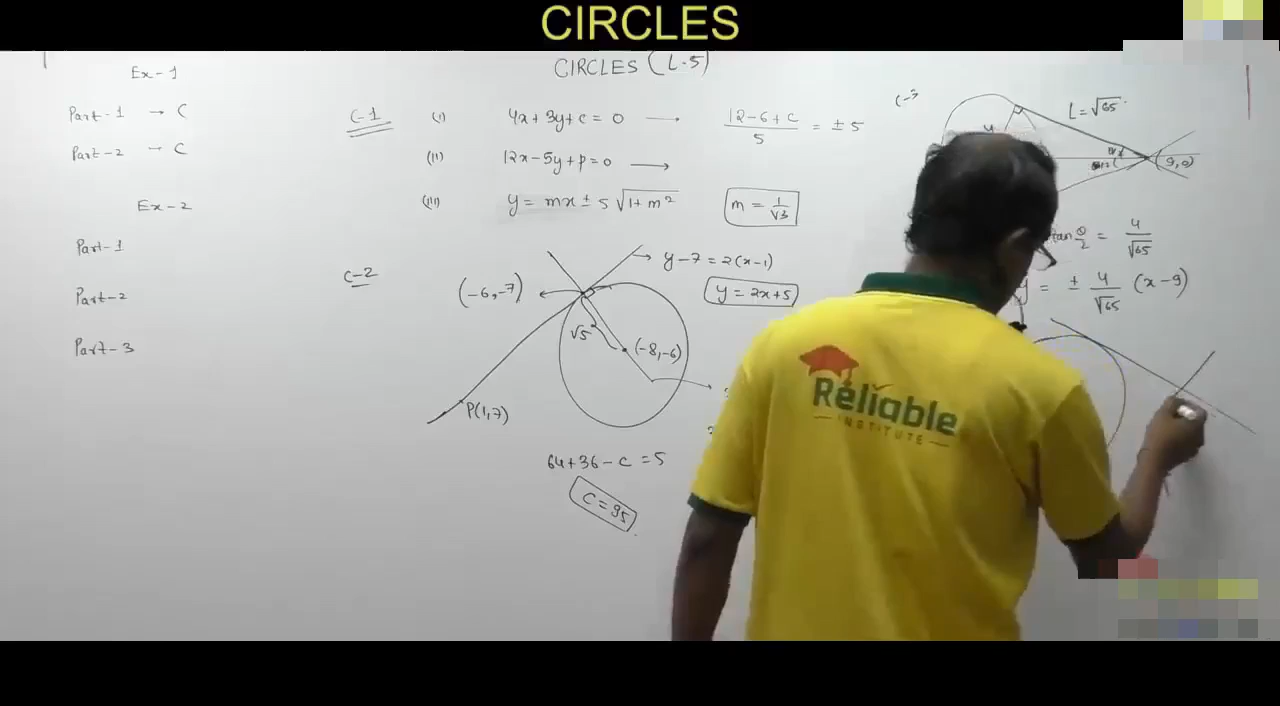 CIRCLES
CIRCLES (L-5)
Ex-1
Part-1 → C
Part-2 → C
Ex-2
Part-1
Part-2
Part-3
C-1
(i) 4x+3y+c=0 → (12-6+c)/5 = ±5
(ii) 12x-5y+p=0 →
(iii) y = mx ± 5√(1+m²) m = 1/√3
C-2
(-6,-7)
y-7=2(x-1)
y=2x+5
√5
(-8,-6)
P(1,7)
64+36-c=5
c=95
C-3
4
L=√65
(9,0)
tan θ/2 = 4/√65
y = ± 4/√65 (x-9)
Reliable
INSTITUTE